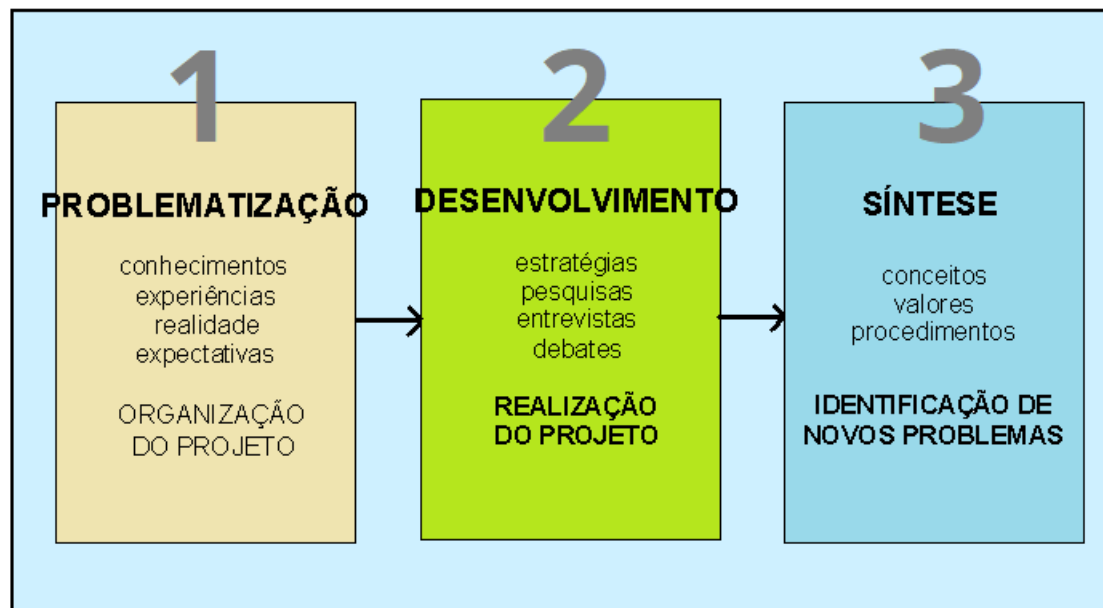 1
PROBLEMATIZAÇÃO
conhecimentos
experiências
realidade
expectativas
ORGANIZAÇÃO
DO PROJETO
2
DESENVOLVIMENTO
estratégias
pesquisas
entrevistas
debates
REALIZAÇÃO
DO PROJETO
3
SÍNTESE
conceitos
valores
procedimentos
IDENTIFICAÇÃO DE
NOVOS PROBLEMAS